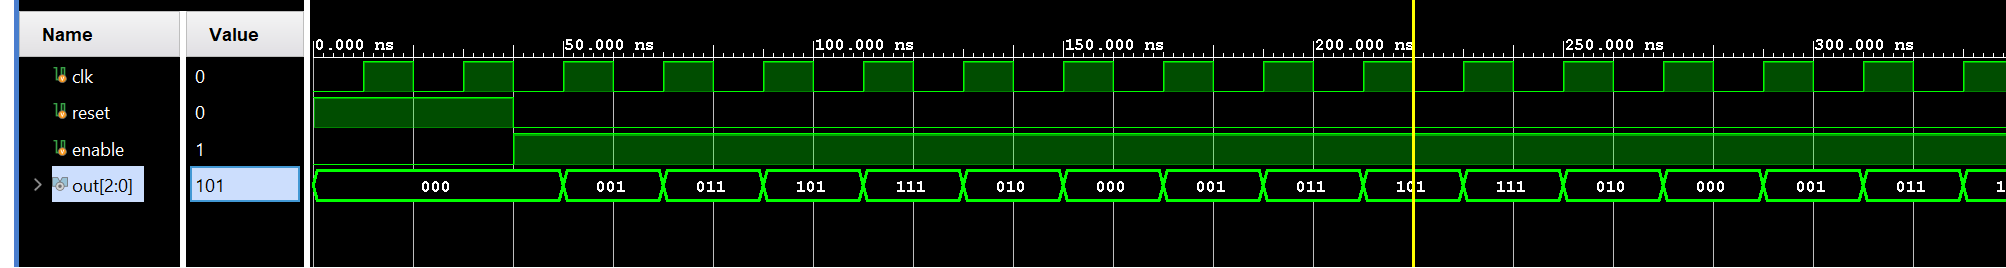 Name Value
0.000 ns 50.000 ns 100.000 ns 150.000 ns 200.000 ns 250.000 ns 300.000 ns
clk 0
reset 0
enable 1
out[2:0] 101 000 001 011 101 111 010 000 001 011 101 111 010 000 001 011 1